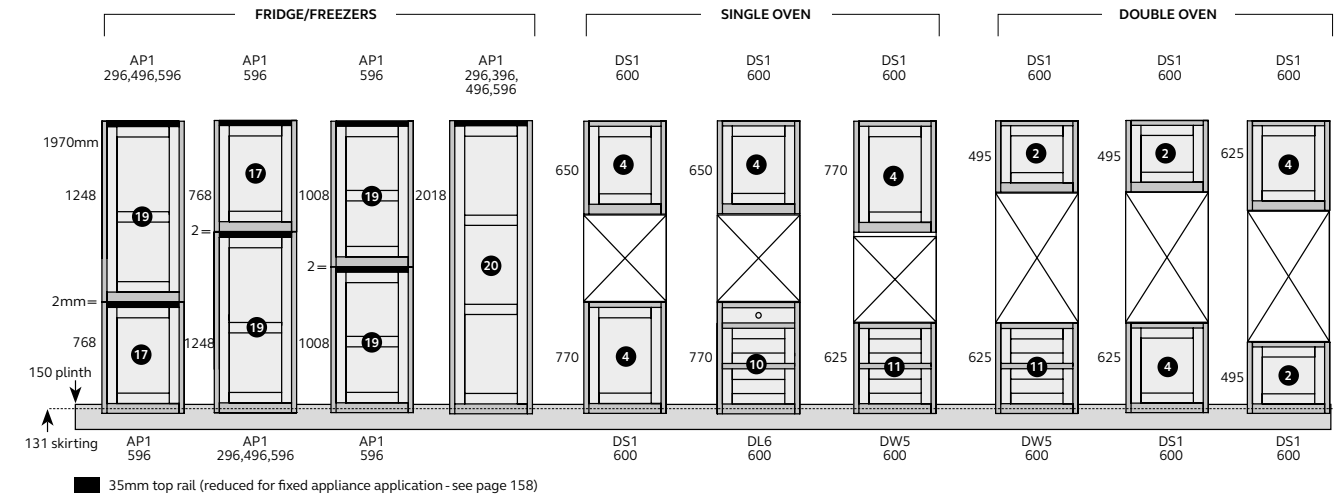 FRIDGE/FREEZERS
SINGLE OVEN
DOUBLE OVEN
AP1
296,496,596
AP1
596
AP1
596
AP1
296,396,
496,596
DS1
600
DS1
600
DS1
600
DS1
600
DS1
600
DS1
600
1970mm
1248
19
2mm=
768
17
768
17
2=
1248
19
1008
19
2=
1008
19
2018
20
650
4
770
4
650
4
770
10
770
4
625
11
495
2
625
11
495
2
625
4
625
4
495
2
150 plinth
131 skirting
AP1
596
AP1
296,496,596
AP1
596
DS1
600
DL6
600
DW5
600
DW5
600
DS1
600
DS1
600
35mm top rail (reduced for fixed appliance application - see page 158)